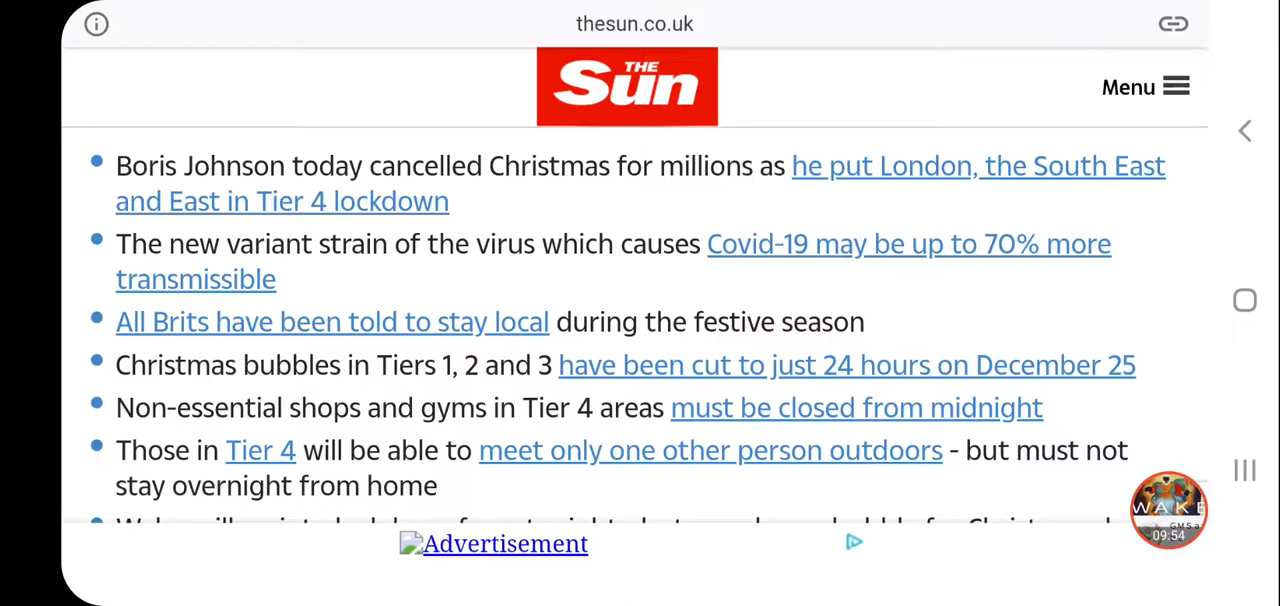 thesun.co.uk
THE
Sun
Menu
Boris Johnson today cancelled Christmas for millions as he put London, the South East
and East in Tier 4 lockdown
The new variant strain of the virus which causes Covid-19 may be up to 70% more
transmissible
All Brits have been told to stay local during the festive season
Christmas bubbles in Tiers 1, 2 and 3 have been cut to just 24 hours on December 25
Non-essential shops and gyms in Tier 4 areas must be closed from midnight
Those in Tier 4 will be able to meet only one other person outdoors - but must not
stay overnight from home
WAKE
GMS a
09:54
Advertisement